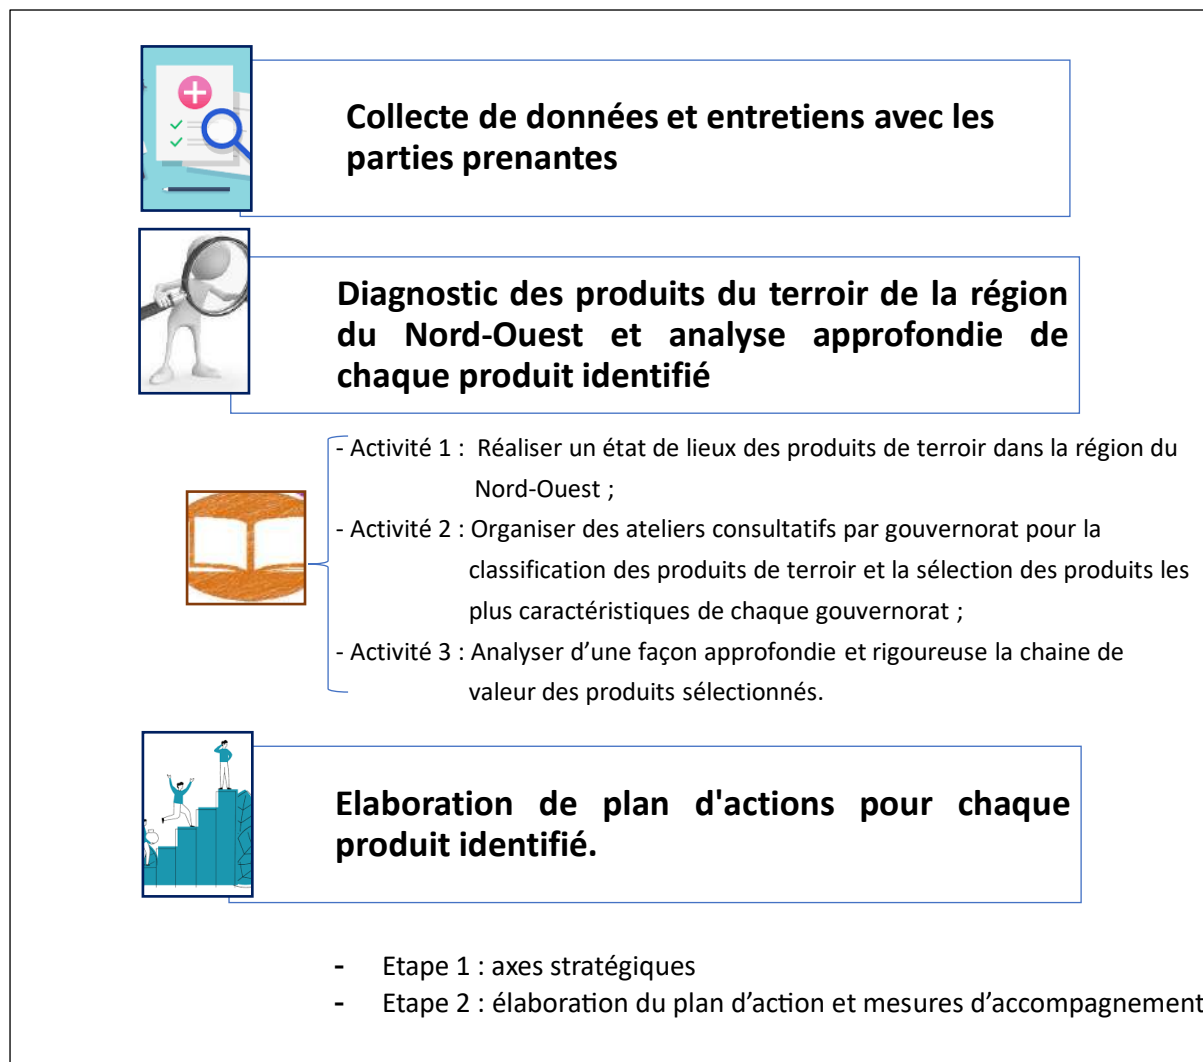 Collecte de données et entretiens avec les
parties prenantes
Diagnostic des produits du terroir de la région
du Nord-Ouest et analyse approfondie de
chaque produit identifié
- Activité 1 : Réaliser un état de lieux des produits de terroir dans la région du
Nord-Ouest ;
- Activité 2 : Organiser des ateliers consultatifs par gouvernorat pour la
classification des produits de terroir et la sélection des produits les
plus caractéristiques de chaque gouvernorat ;
- Activité 3 : Analyser d’une façon approfondie et rigoureuse la chaine de
valeur des produits sélectionnés.
Elaboration de plan d'actions pour chaque
produit identifié.
- Etape 1 : axes stratégiques
- Etape 2 : élaboration du plan d’action et mesures d’accompagnement